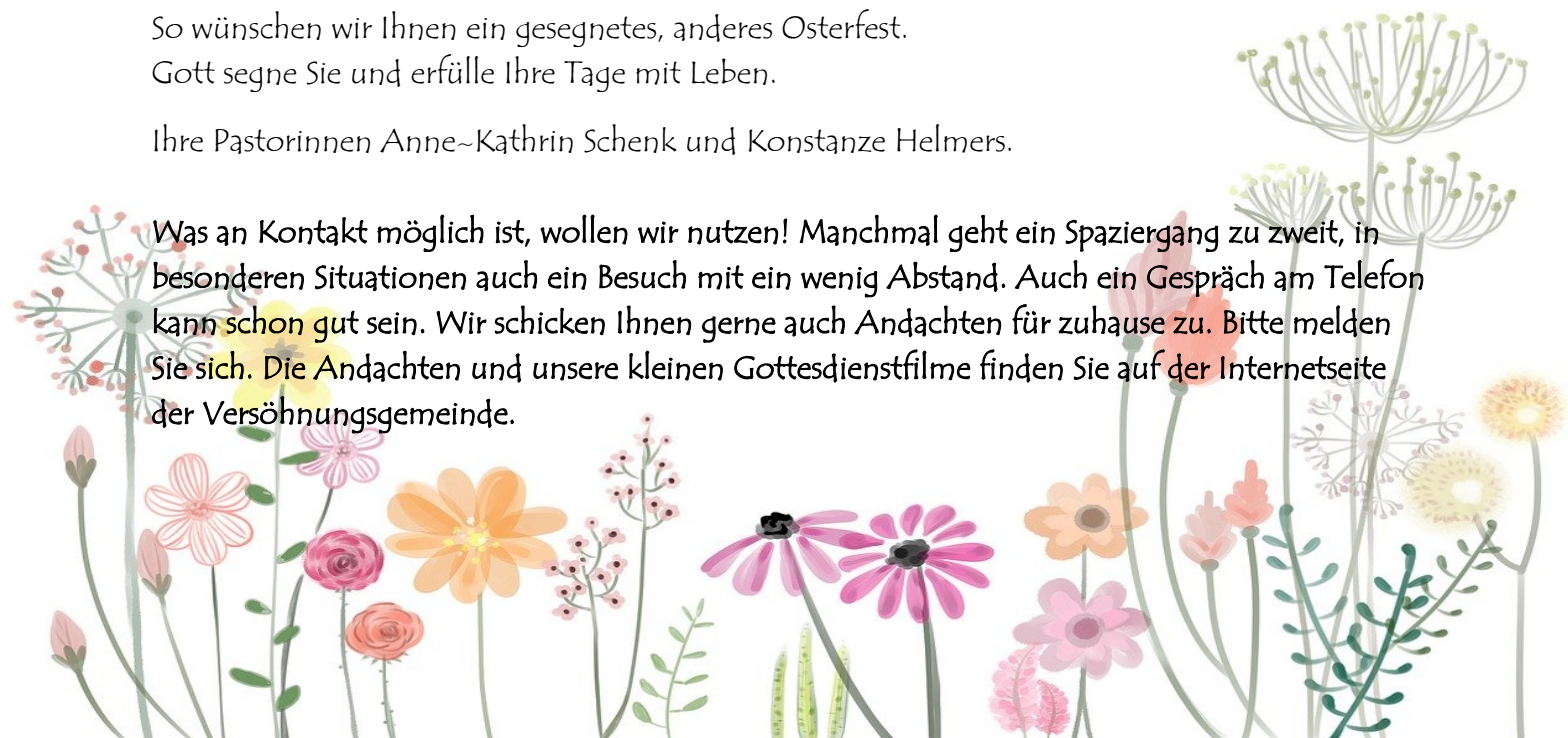 So wünschen wir Ihnen ein gesegnetes, anderes Osterfest.
Gott segne Sie und erfülle Ihre Tage mit Leben.
Ihre Pastorinnen Anne~Kathrin Schenk und Konstanze Helmers.
Was an Kontakt möglich ist, wollen wir nutzen! Manchmal geht ein Spaziergang zu zweit, in
besonderen Situationen auch ein Besuch mit ein wenig Abstand. Auch ein Gespräch am Telefon
kann schon gut sein. Wir schicken Ihnen gerne auch Andachten für zuhause zu. Bitte melden
Sie sich. Die Andachten und unsere kleinen Gottesdienstfilme finden Sie auf der Internetseite
der Versöhnungsgemeinde.